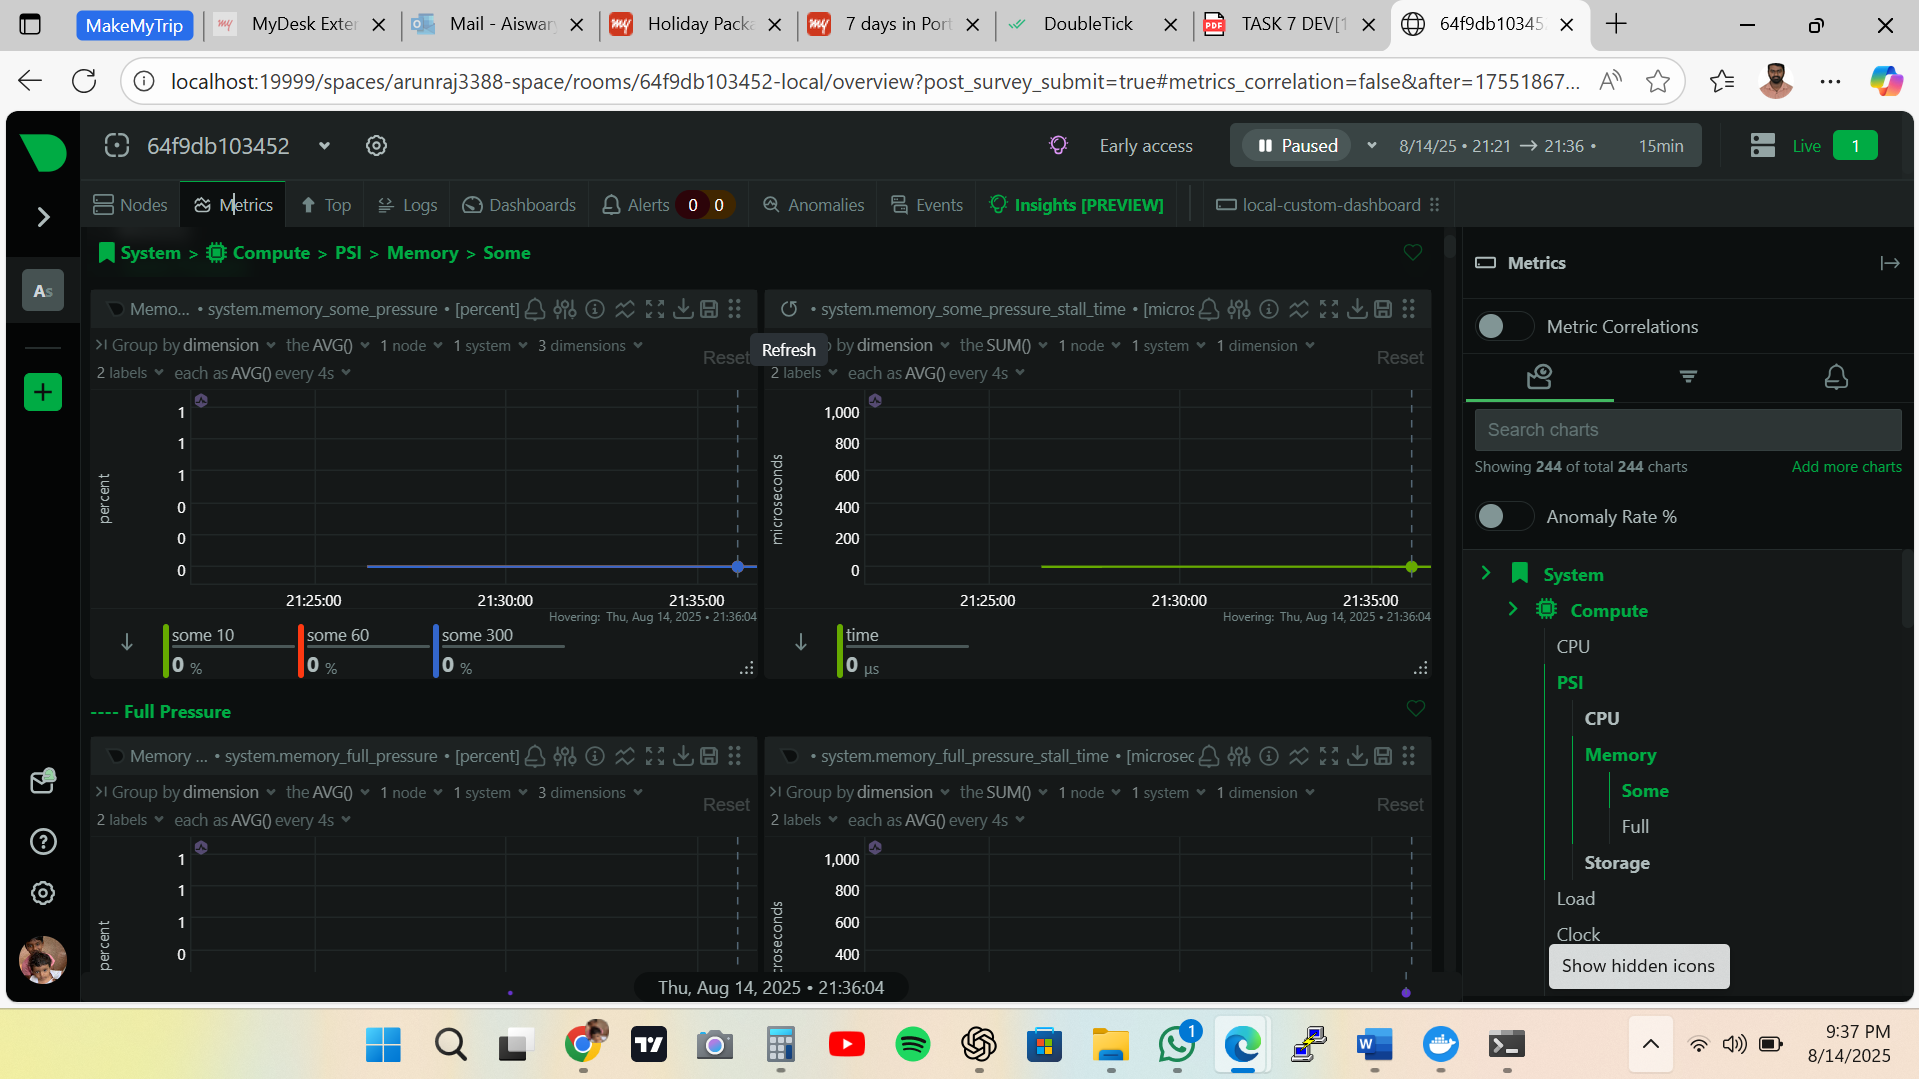 MakeMyTrip
MyDesk Exter
Mail - Aiswar
Holiday Packa
7 days in Port
DoubleTick
TASK 7 DEV[1
64f9db10345
localhost:19999/spaces/arunraj3388-space/rooms/64f9db103452-local/overview?post_survey_submit=true#metrics_correlation=false&after=17551867...
64f9db103452
Early access
Paused
8/14/25 • 21:21 → 21:36 •
15min
Live
1
Nodes
Metrics
Top
Logs
Dashboards
Alerts
0
0
Anomalies
Events
Insights [PREVIEW]
local-custom-dashboard
As
System > Compute > PSI > Memory > Some
Memo... • system.memory_some_pressure • [percent]
Group by dimension the AVG() 1 node 1 system 3 dimensions
2 labels each as AVG() every 4s
Reset
percent
1
1
1
0
0
0
21:25:00
21:30:00
21:35:00
Hovering: Thu, Aug 14, 2025 • 21:36:04
some 10
0 %
some 60
0 %
some 300
0 %
• system.memory_some_pressure_stall_time • [micros
Refresh
by dimension the SUM() 1 node 1 system 1 dimension
2 labels each as AVG() every 4s
Reset
microseconds
1,000
800
600
400
200
0
21:25:00
21:30:00
21:35:00
Hovering: Thu, Aug 14, 2025 • 21:36:04
time
0 µs
---- Full Pressure
Memory ... • system.memory_full_pressure • [percent]
Group by dimension the AVG() 1 node 1 system 3 dimensions
2 labels each as AVG() every 4s
Reset
percent
1
1
1
0
• system.memory_full_pressure_stall_time • [microsec
Group by dimension the SUM() 1 node 1 system 1 dimension
2 labels each as AVG() every 4s
Reset
croseconds
1,000
800
600
400
Thu, Aug 14, 2025 • 21:36:04
Metrics
Metric Correlations
Search charts
Showing 244 of total 244 charts
Add more charts
Anomaly Rate %
System
Compute
CPU
PSI
CPU
Memory
Some
Full
Storage
Load
Clock
Show hidden icons
1
9:37 PM
8/14/2025